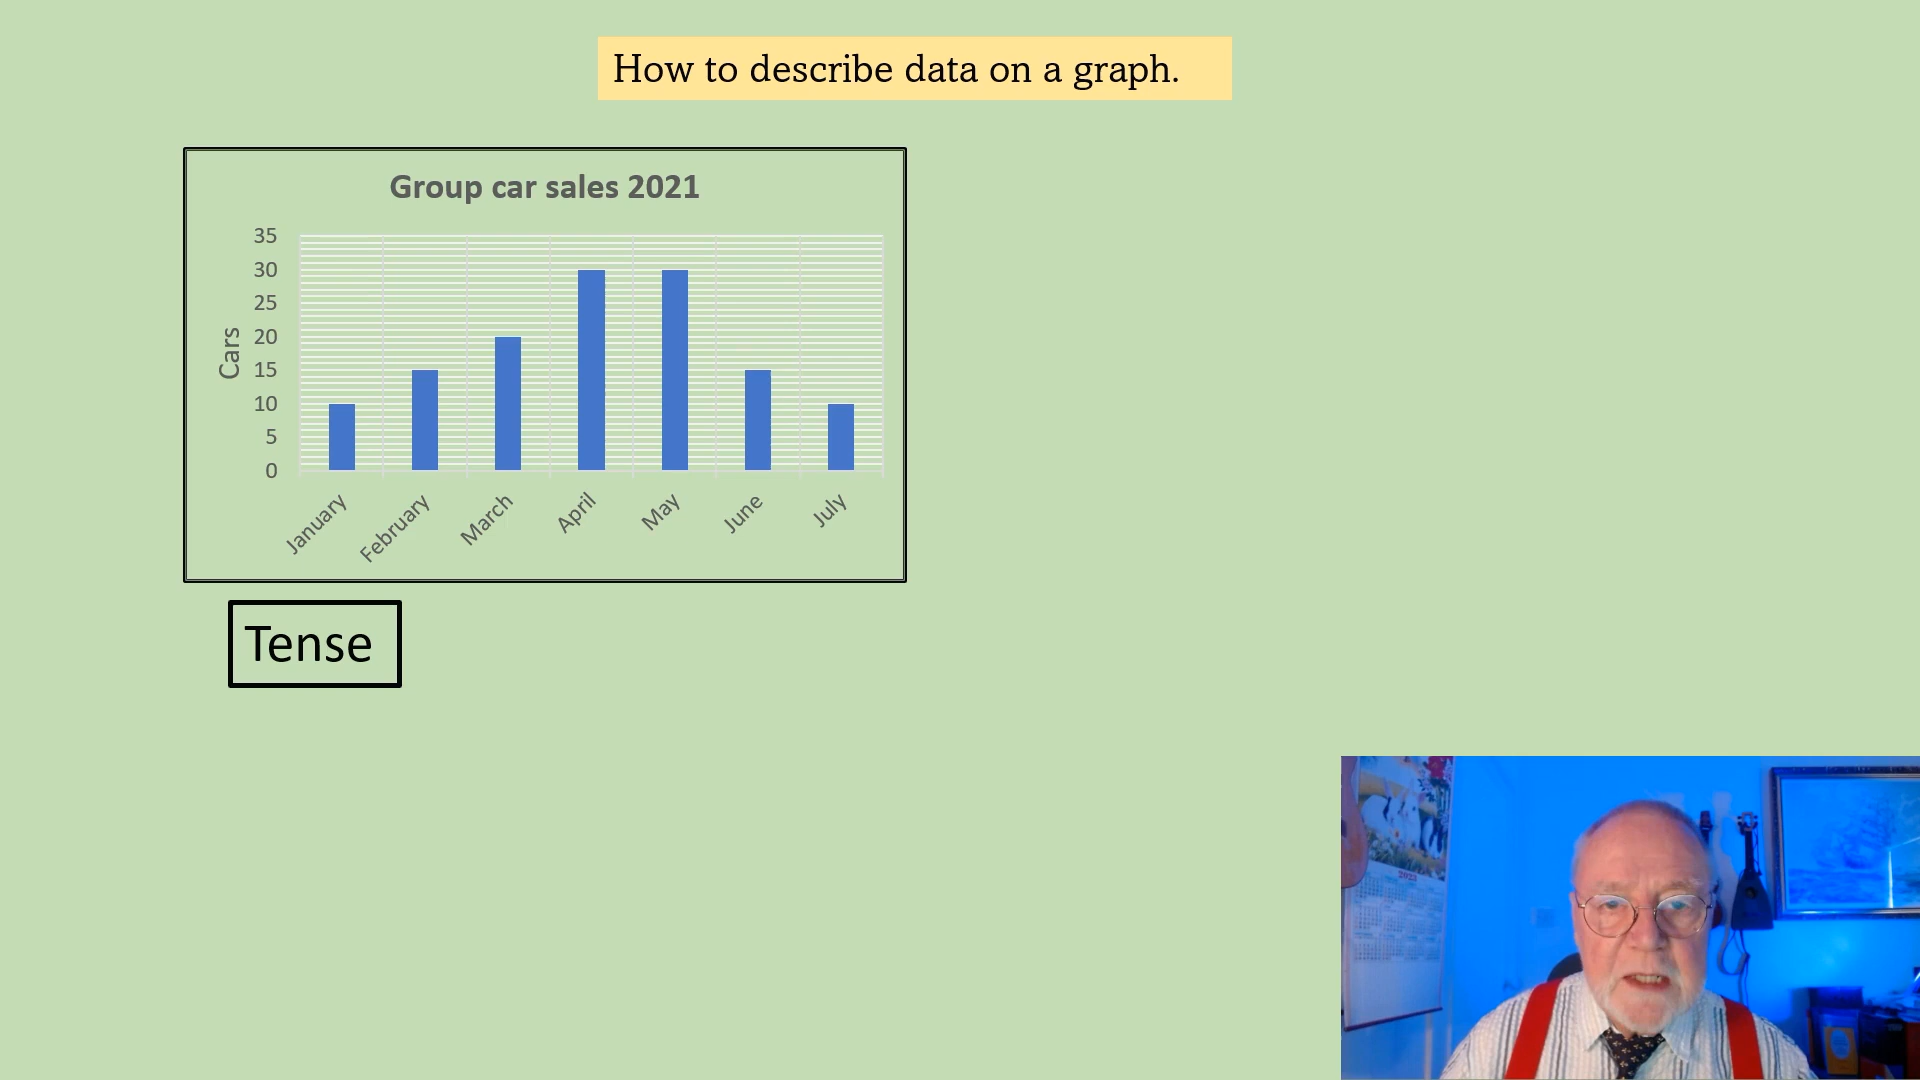 How to describe data on a graph.
Group car sales 2021
35
30
25
20
15
10
5
0
Cars
January
February
March
April
May
June
July
Tense
2023